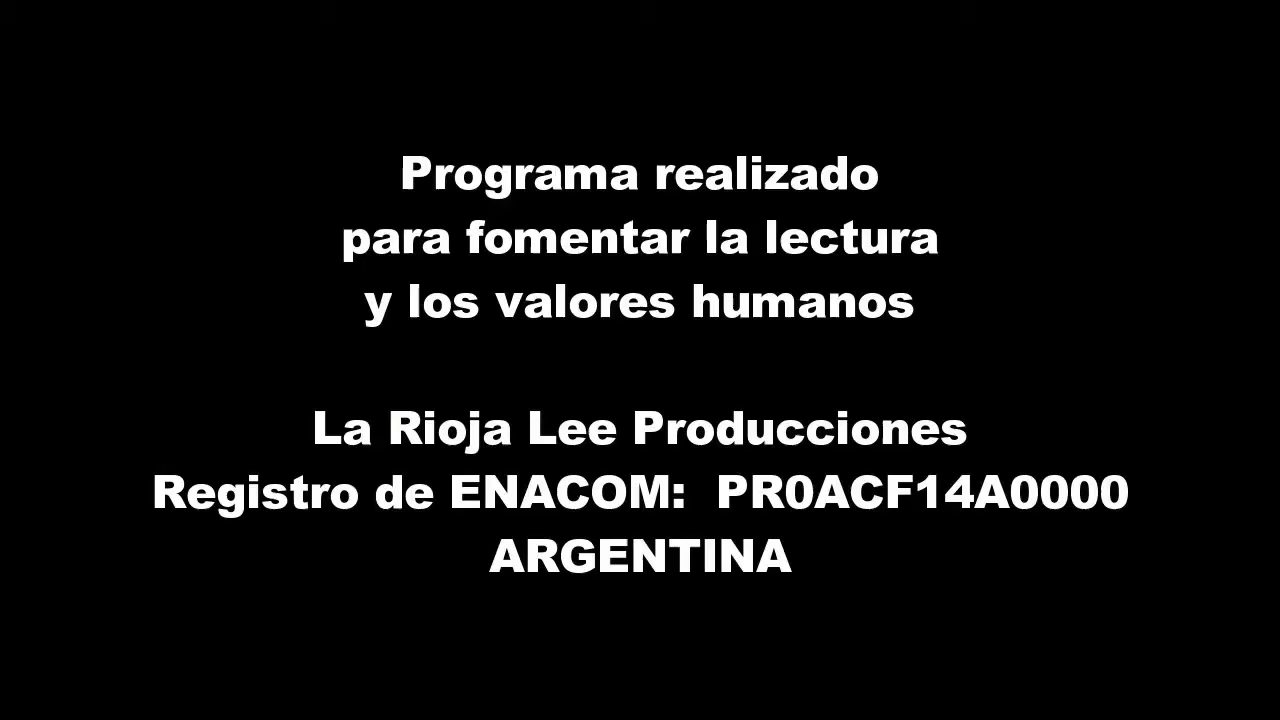 Programa realizado
para fomentar la lectura
y los valores humanos
La Rioja Lee Producciones
Registro de ENACOM: PR0ACF14A0000
ARGENTINA